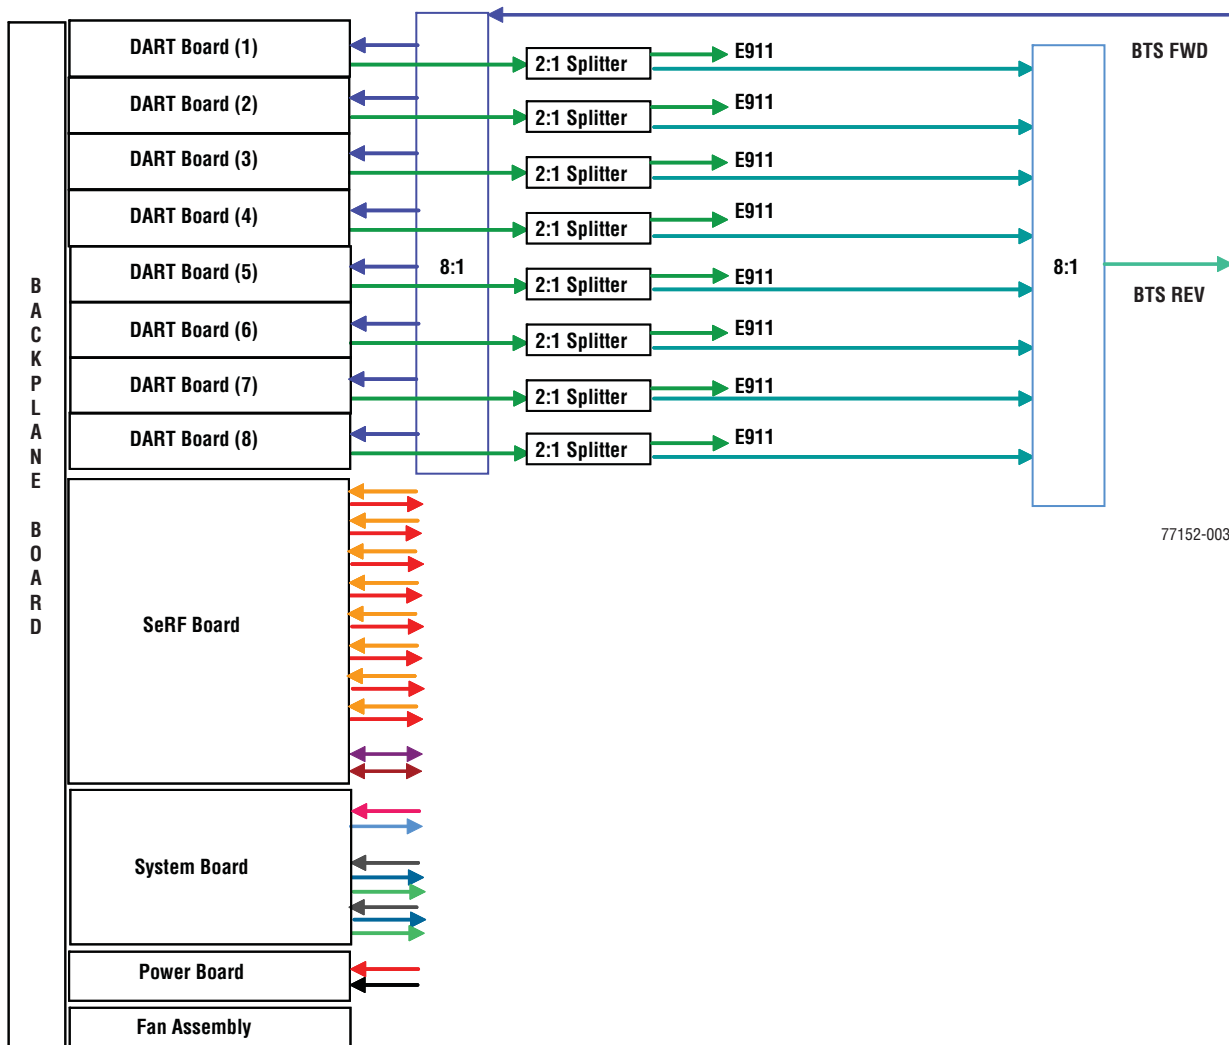 BACKPLANE BOARD
DART Board (1)
2:1 Splitter
E911
BTS FWD
DART Board (2)
2:1 Splitter
E911
DART Board (3)
2:1 Splitter
E911
DART Board (4)
2:1 Splitter
E911
DART Board (5)
8:1
2:1 Splitter
E911
8:1
BTS REV
DART Board (6)
2:1 Splitter
E911
DART Board (7)
2:1 Splitter
E911
DART Board (8)
2:1 Splitter
E911
77152-003
SeRF Board
System Board
Power Board
Fan Assembly